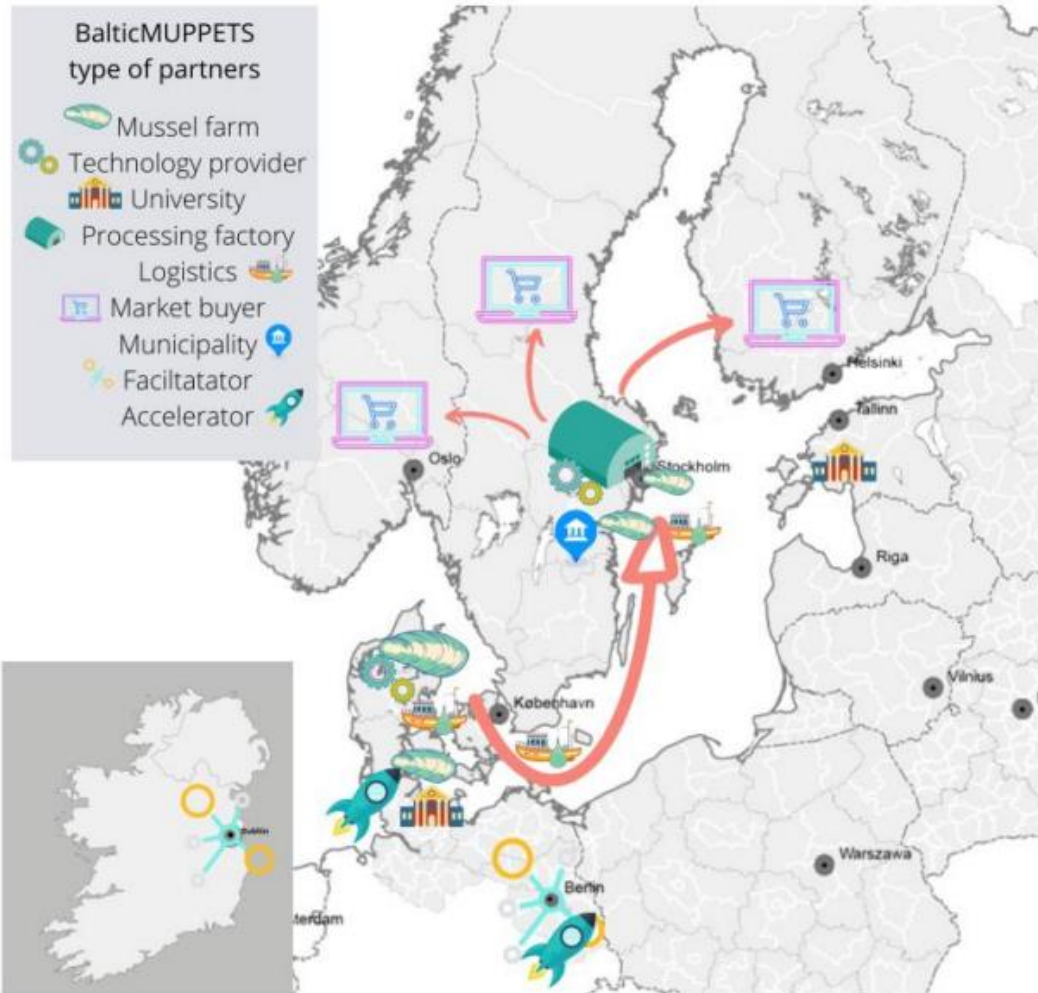 BalticMUPPETS
type of partners
Mussel farm
Technology provider
University
Processing factory
Logistics
Market buyer
Municipality
Faciltatator
Accelerator
Helsinki
Tallinn
Oslo
Stockholm
Riga
Vilnius
København
Dublin
Warszawa
Berlin
sterdam